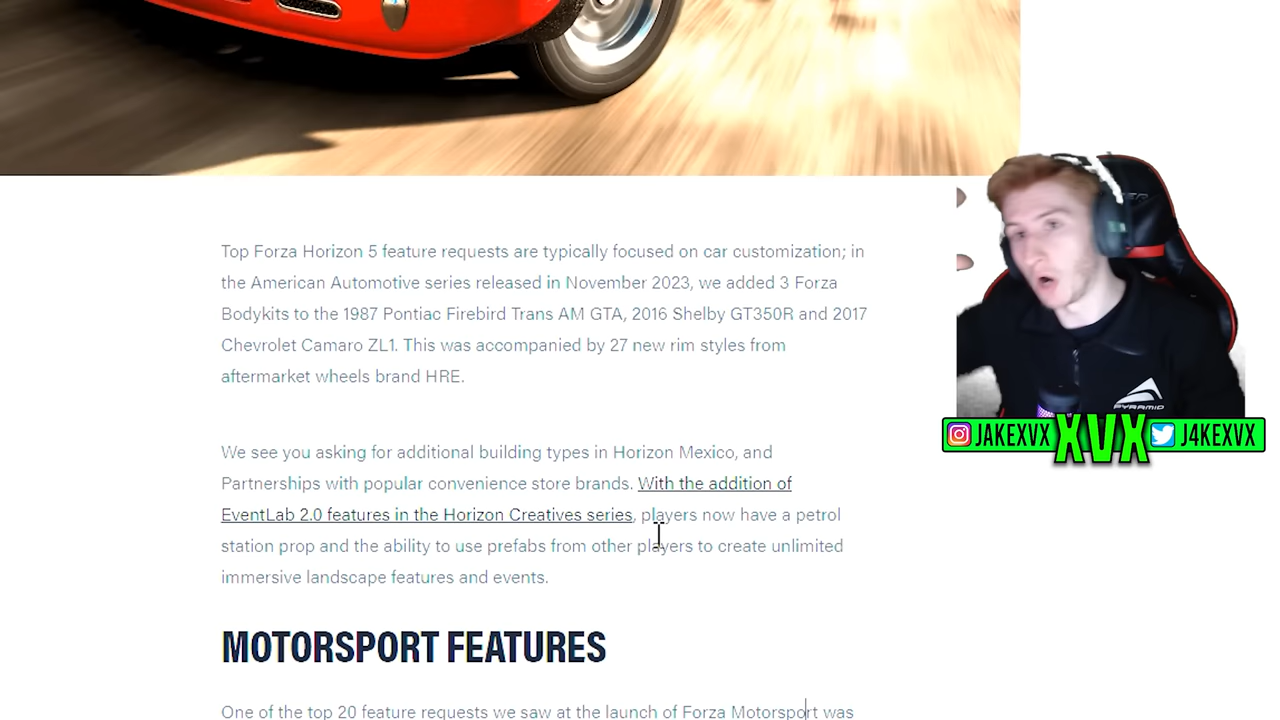 Top Forza Horizon 5 feature requests are typically focused on car customization; in
the American Automotive series released in November 2023, we added 3 Forza
Bodykits to the 1987 Pontiac Firebird Trans AM GTA, 2016 Shelby GT350R and 2017
Chevrolet Camaro ZL1. This was accompanied by 27 new rim styles from
aftermarket wheels brand HRE.
We see you asking for additional building types in Horizon Mexico, and
Partnerships with popular convenience store brands. With the addition of
EventLab 2.0 features in the Horizon Creatives series, players now have a petrol
station prop and the ability to use prefabs from other players to create unlimited
immersive landscape features and events.
MOTORSPORT FEATURES
One of the top 20 feature requests we saw at the launch of Forza Motorsport was
PYRAMID
JAKEXVX XVX J4KEXVX